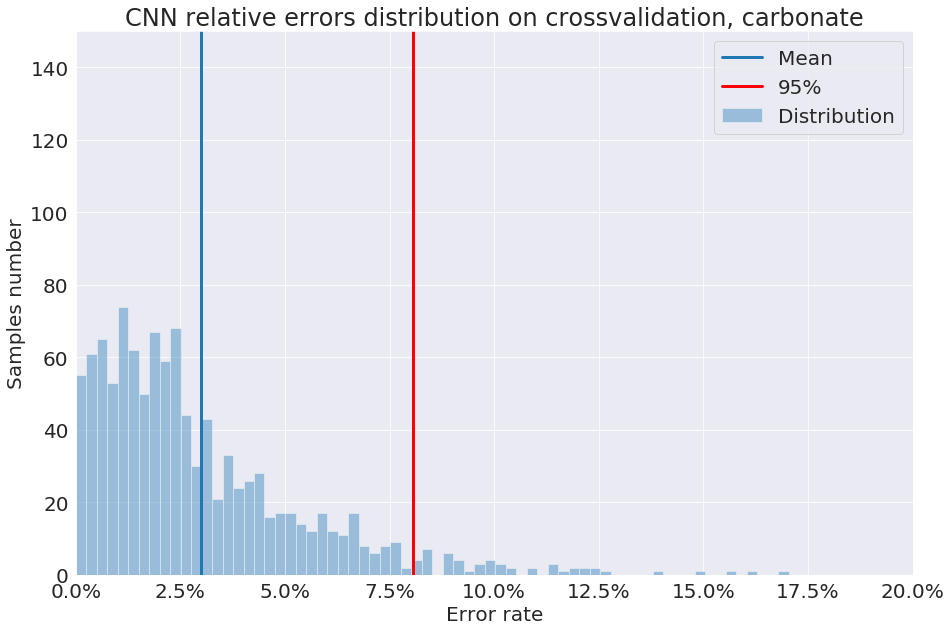 CNN relative errors distribution on crossvalidation, carbonate
Mean
95%
Distribution
Samples number
140
120
100
80
60
40
20
0
0.0% 2.5% 5.0% 7.5% 10.0% 12.5% 15.0% 17.5% 20.0%
Error rate